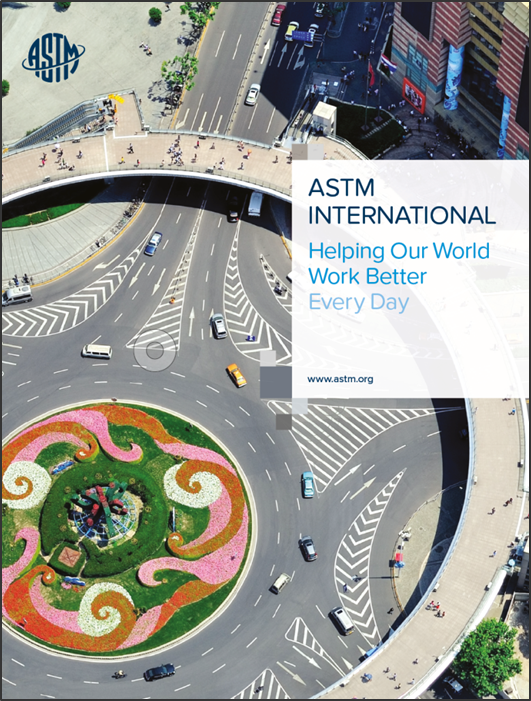 ASTM
ASTM
INTERNATIONAL
Helping Our World
Work Better
Every Day
www.astm.org